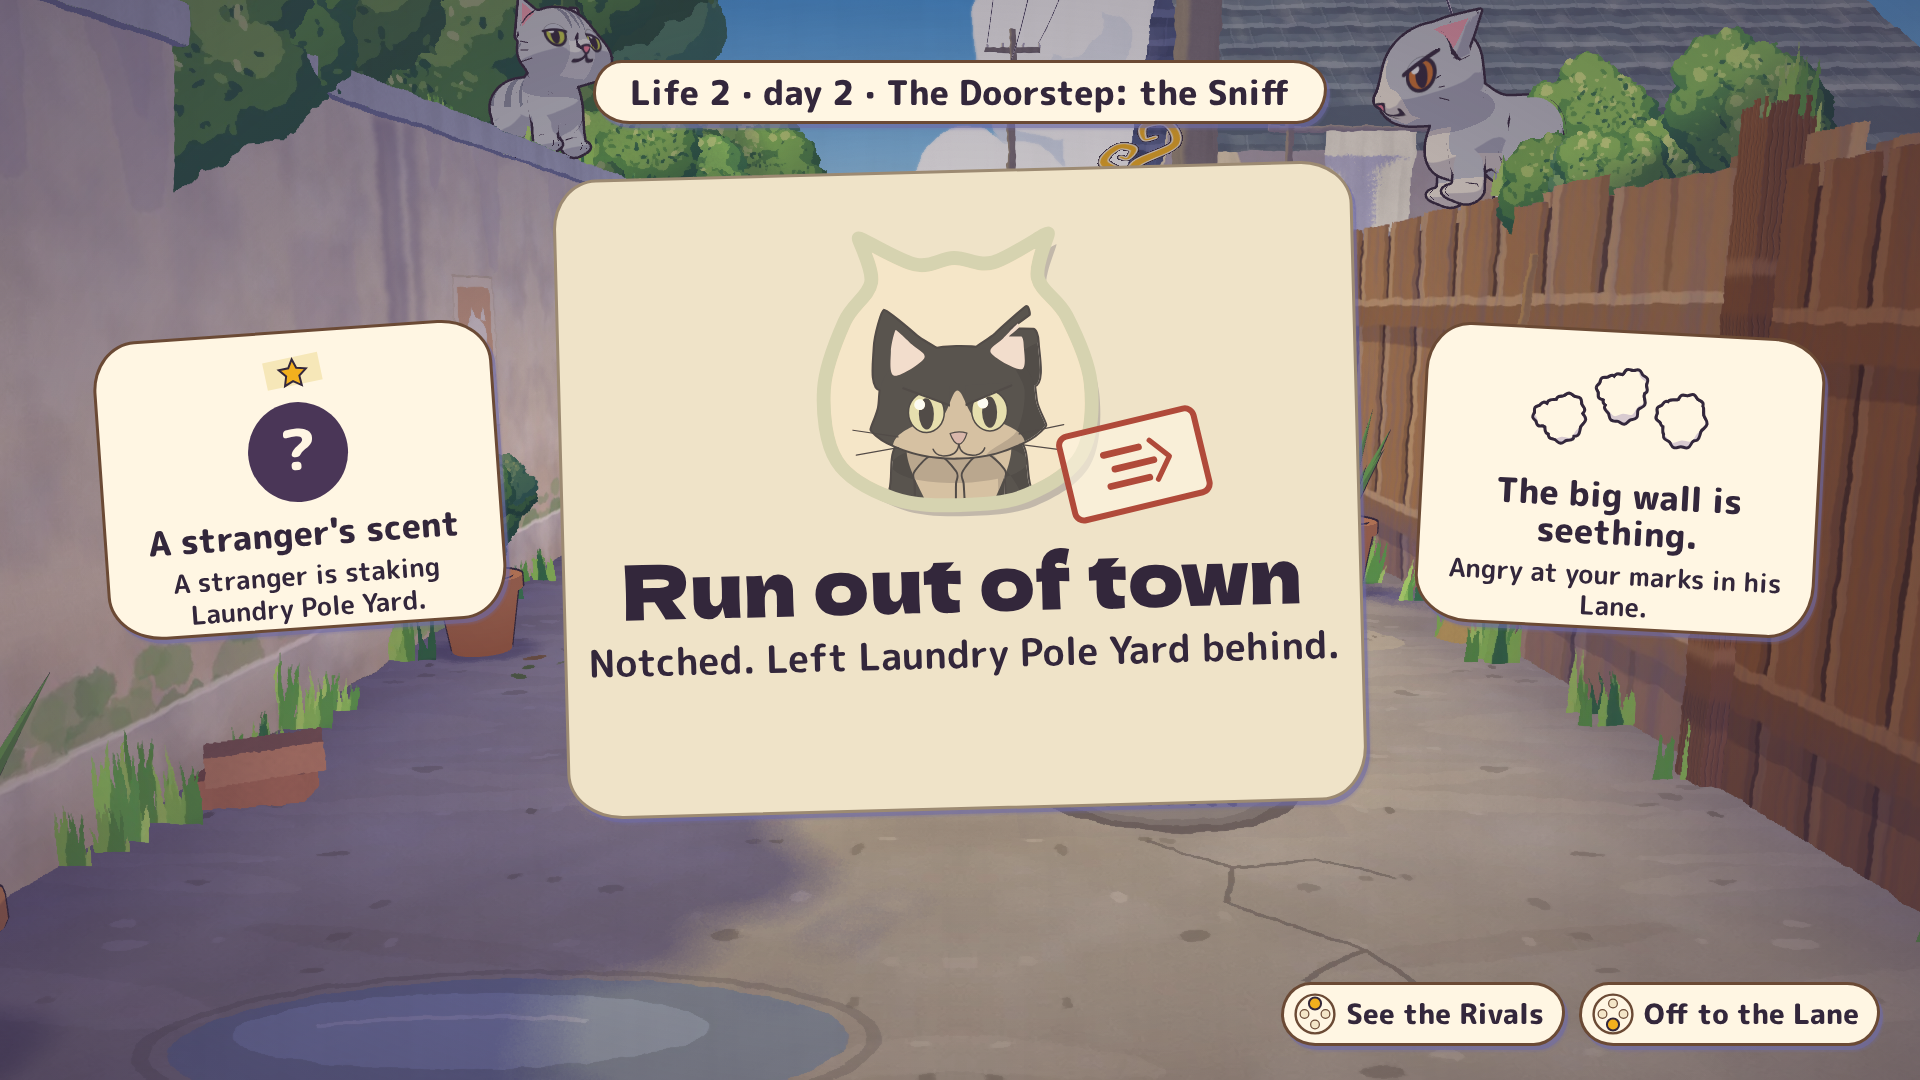 Life 2 · day 2 · The Doorstep: the Sniff
?
A stranger's scent
A stranger is staking
Laundry Pole Yard.
Run out of town
Notched. Left Laundry Pole Yard behind.
The big wall is
seething.
Angry at your marks in his
Lane.
See the Rivals
Off to the Lane